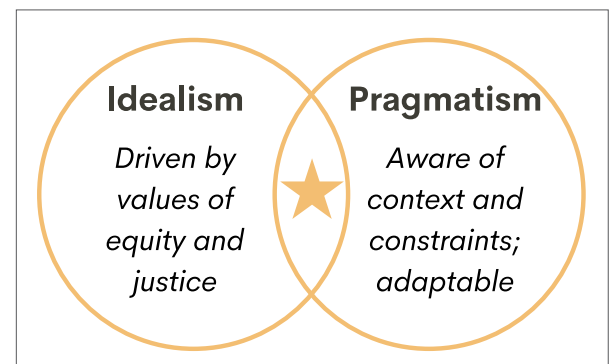 Idealism
Driven by
values of
equity and
justice
Pragmatism
Aware of
context and
constraints;
adaptable